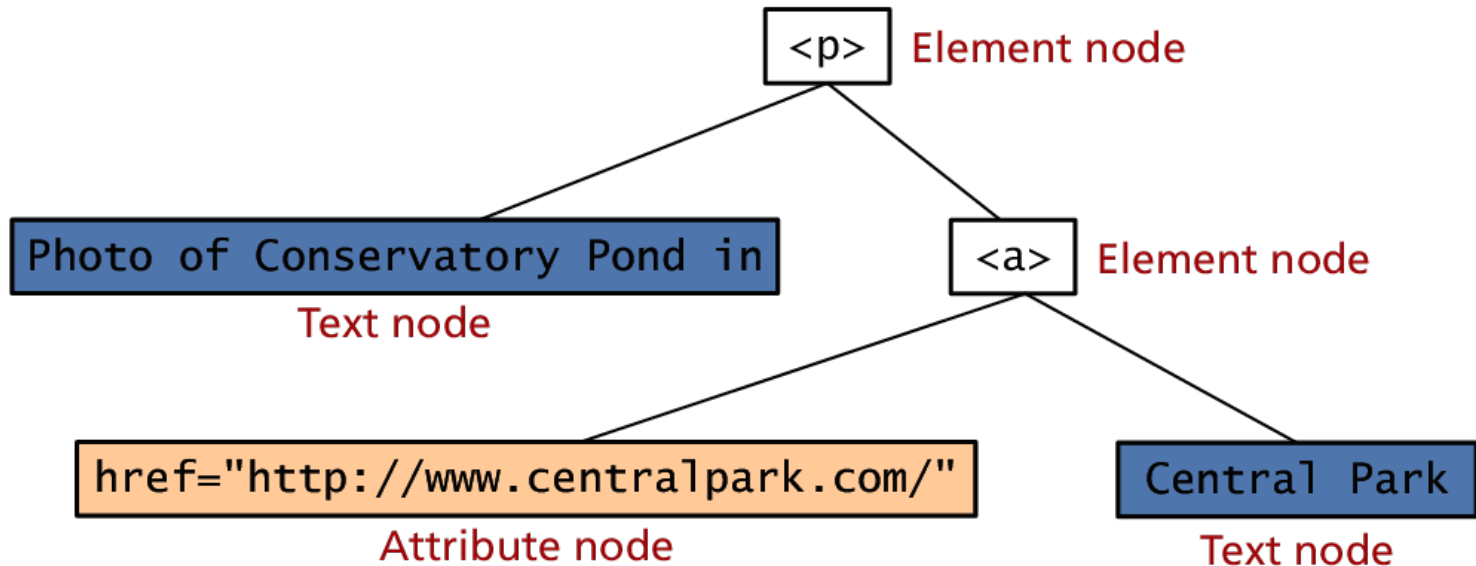 <p> Element node
Photo of Conservatory Pond in
<a> Element node
Text node
href="http://www.centralpark.com/"
Central Park
Attribute node
Text node